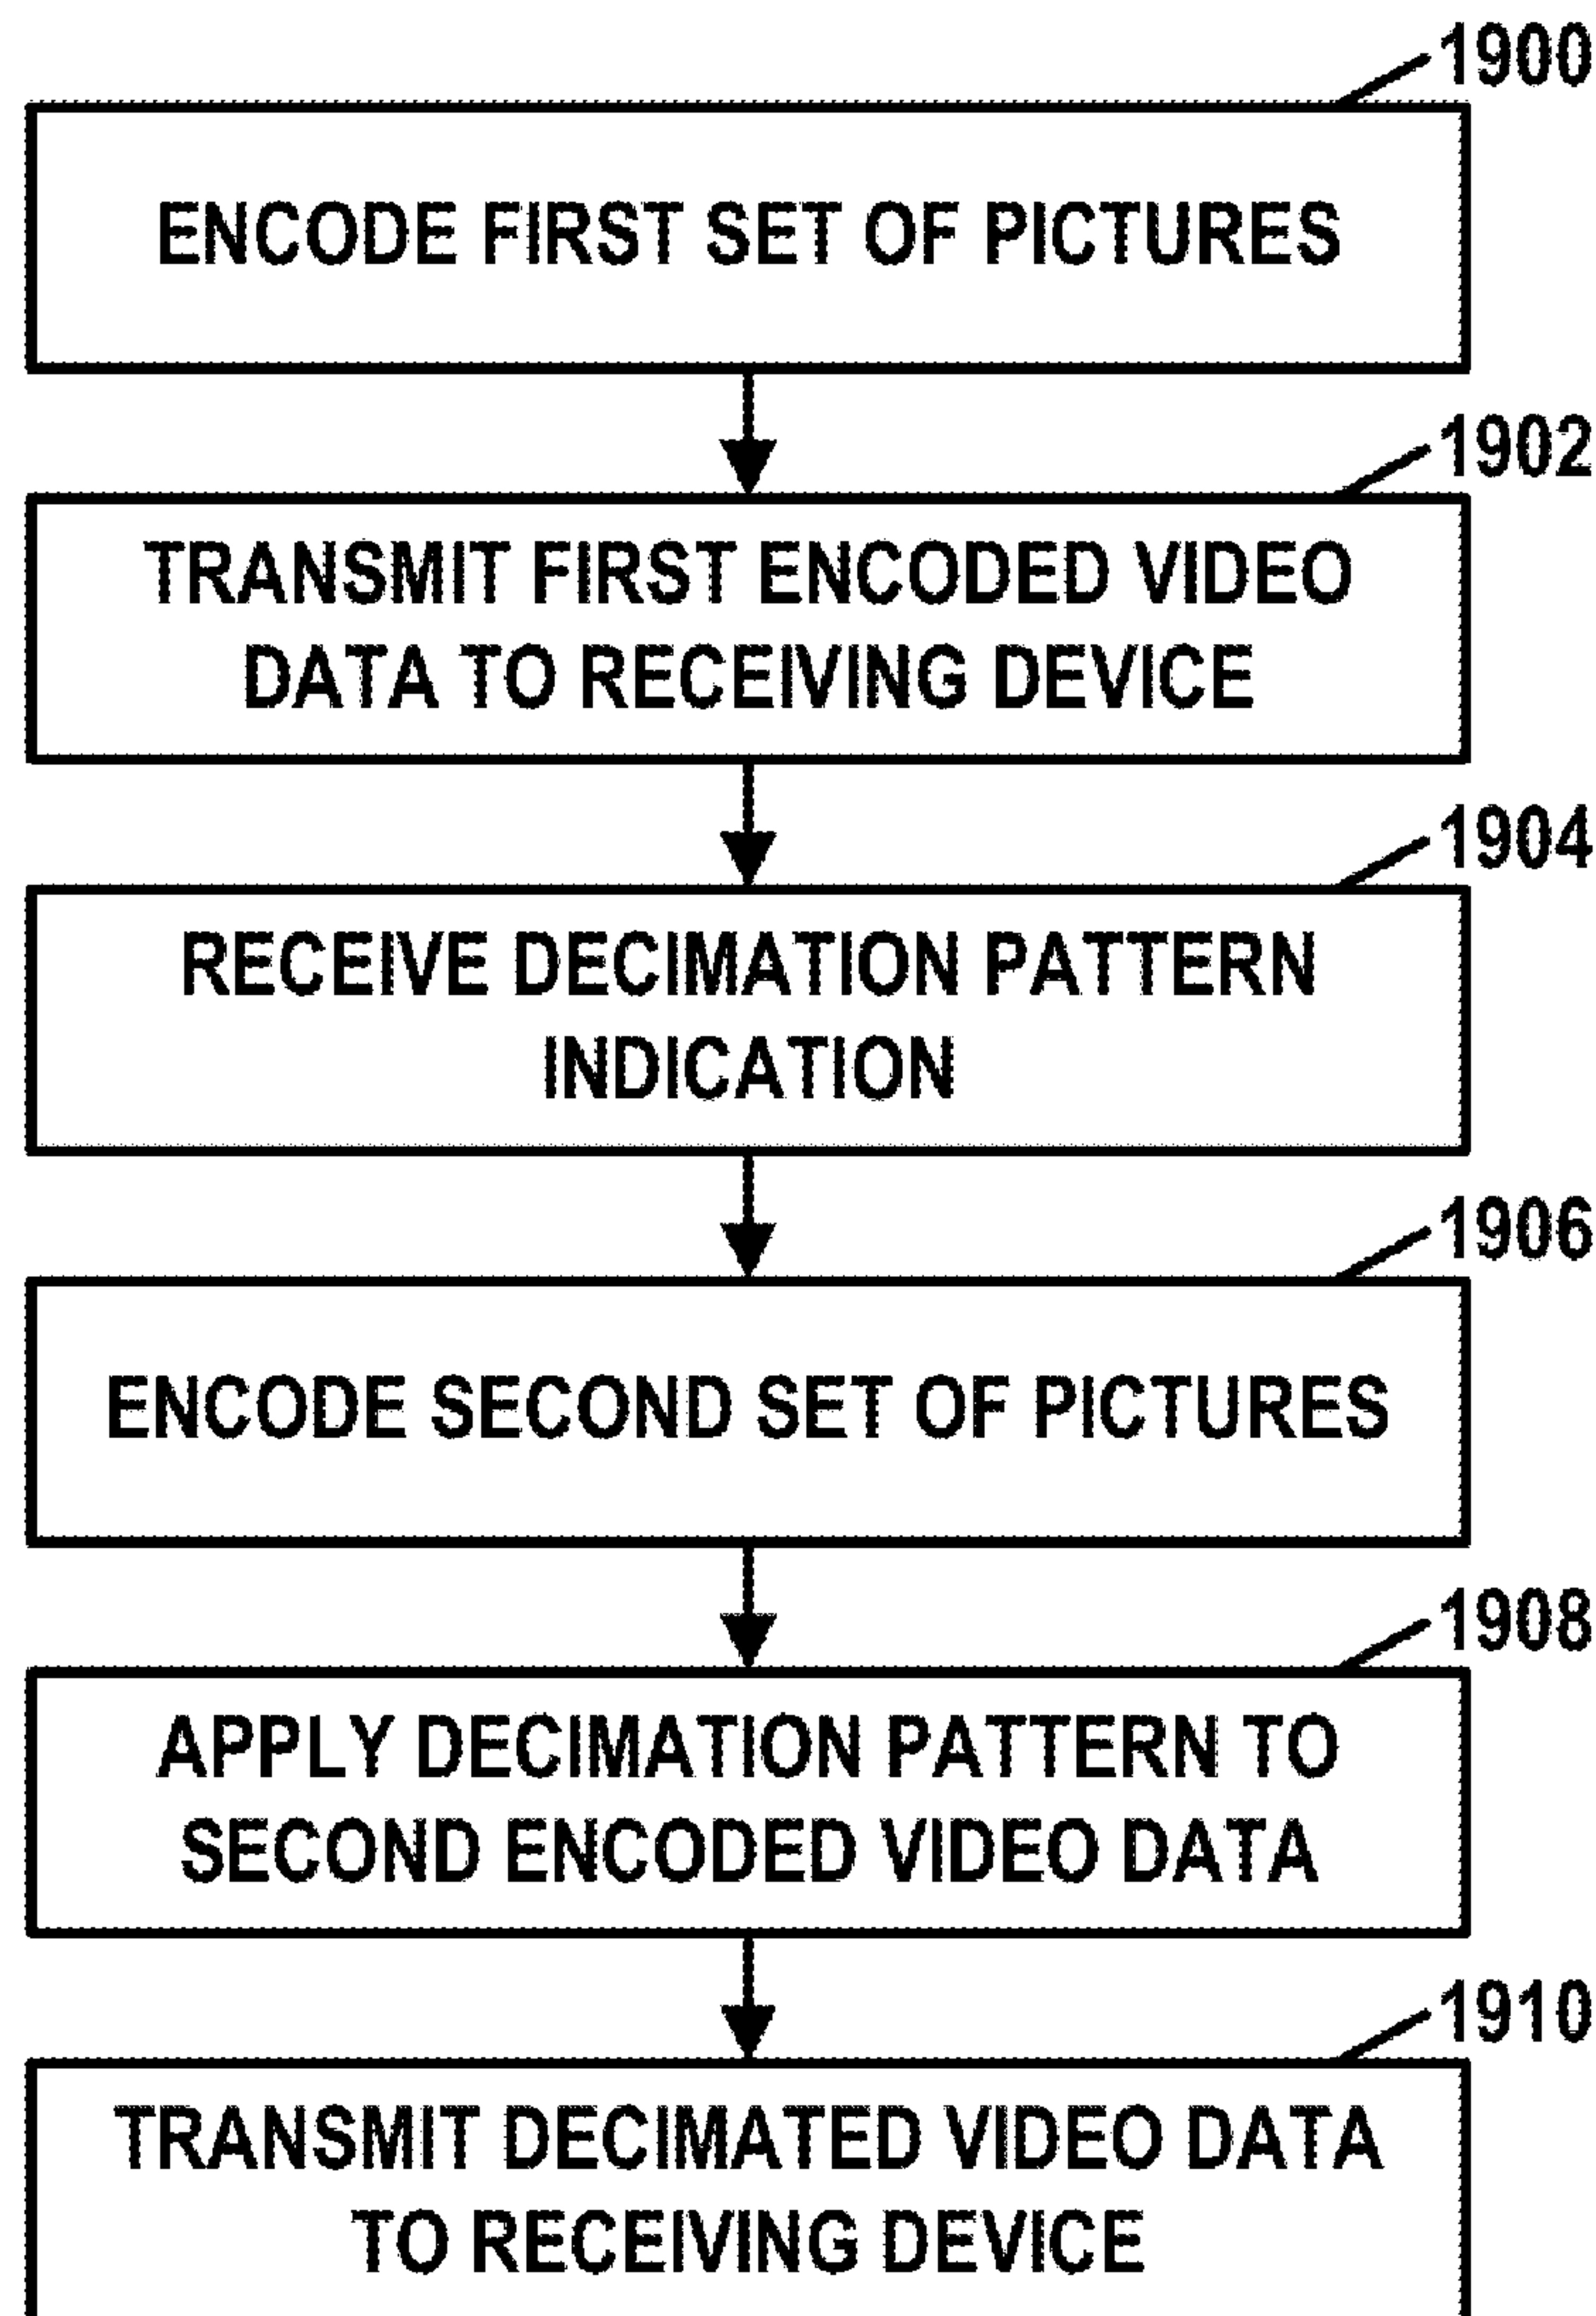 1900
ENCODE FIRST SET OF PICTURES
1902
TRANSMIT FIRST ENCODED VIDEO
DATA TO RECEIVING DEVICE
1904
RECEIVE DECIMATION PATTERN
INDICATION
1906
ENCODE SECOND SET OF PICTURES
1908
APPLY DECIMATION PATTERN TO
SECOND ENCODED VIDEO DATA
1910
TRANSMIT DECIMATED VIDEO DATA
TO RECEIVING DEVICE